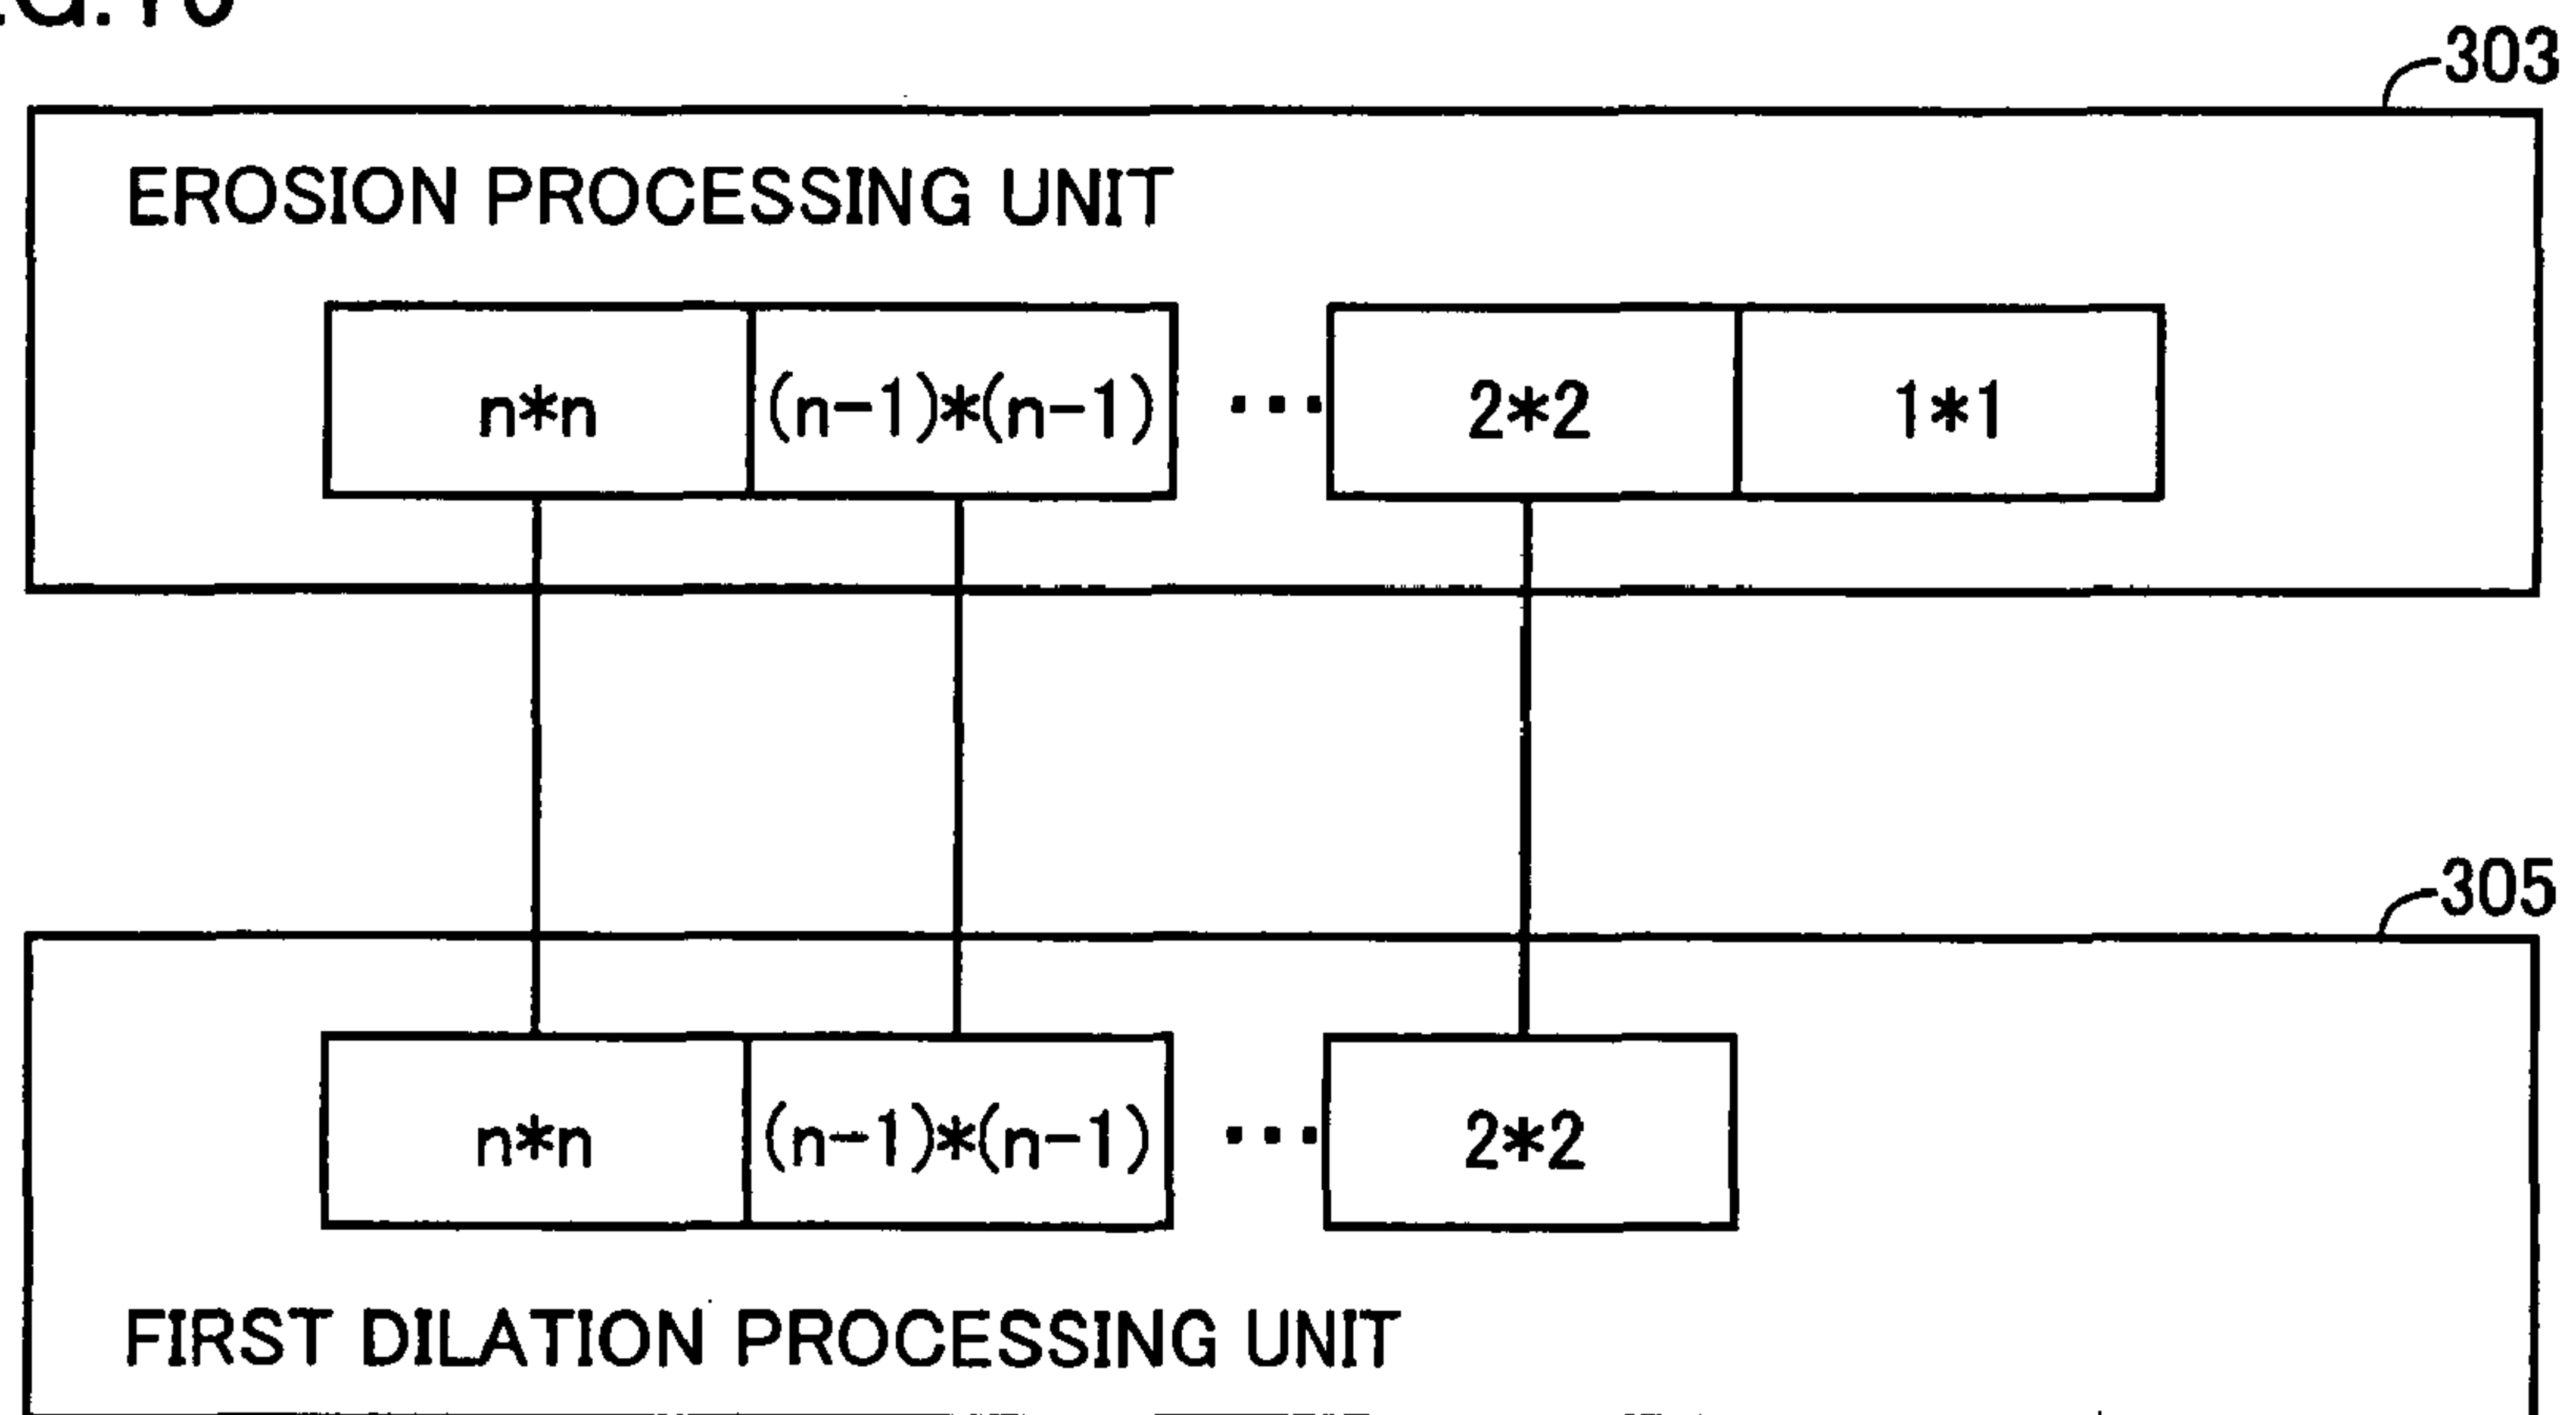 303
EROSION PROCESSING UNIT
n*n (n-1)*(n-1) ... 2*2 1*1
305
n*n (n-1)*(n-1) ... 2*2
FIRST DILATION PROCESSING UNIT